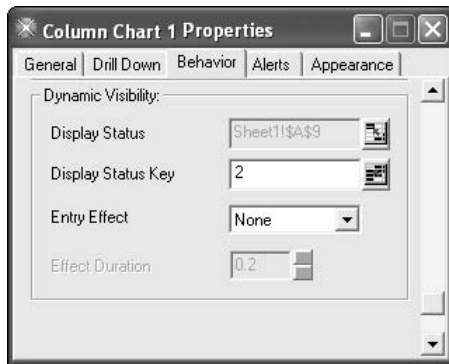 Column Chart 1 Properties
General Drill Down Behavior Alerts Appearance
Dynamic Visibility:
Display Status Sheet1!$A$9
Display Status Key 2
Entry Effect None
Effect Duration 0.2